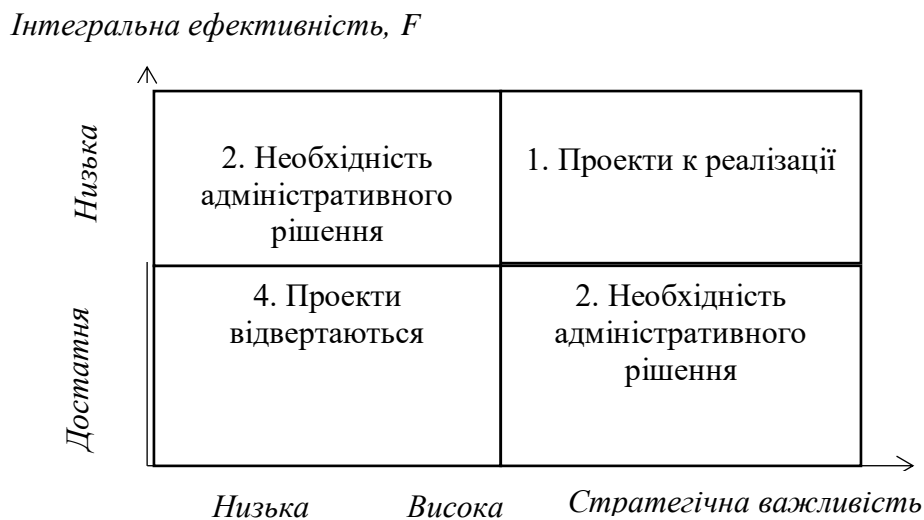 Інтегральна ефективність, F
Низька
2. Необхідність
адміністративного
рішення
1. Проекти к реалізації
Достатня
4. Проекти
відвертаються
2. Необхідність
адміністративного
рішення
Низька
Висока
Стратегічна важливість